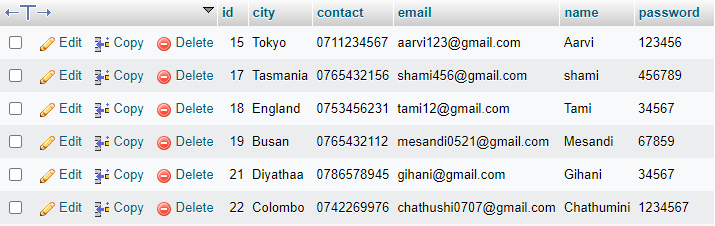 id city contact email name password
Edit Copy Delete 15 Tokyo 0711234567 aarvi123@gmail.com Aarvi 123456
Edit Copy Delete 17 Tasmania 0765432156 shami456@gmail.com shami 456789
Edit Copy Delete 18 England 0753456231 tami12@gmail.com Tami 34567
Edit Copy Delete 19 Busan 0765432112 mesandi0521@gmail.com Mesandi 67859
Edit Copy Delete 21 Diyathaa 0786578945 gihani@gmail.com Gihani 34567
Edit Copy Delete 22 Colombo 0742269976 chathushi0707@gmail.com Chathumini 1234567